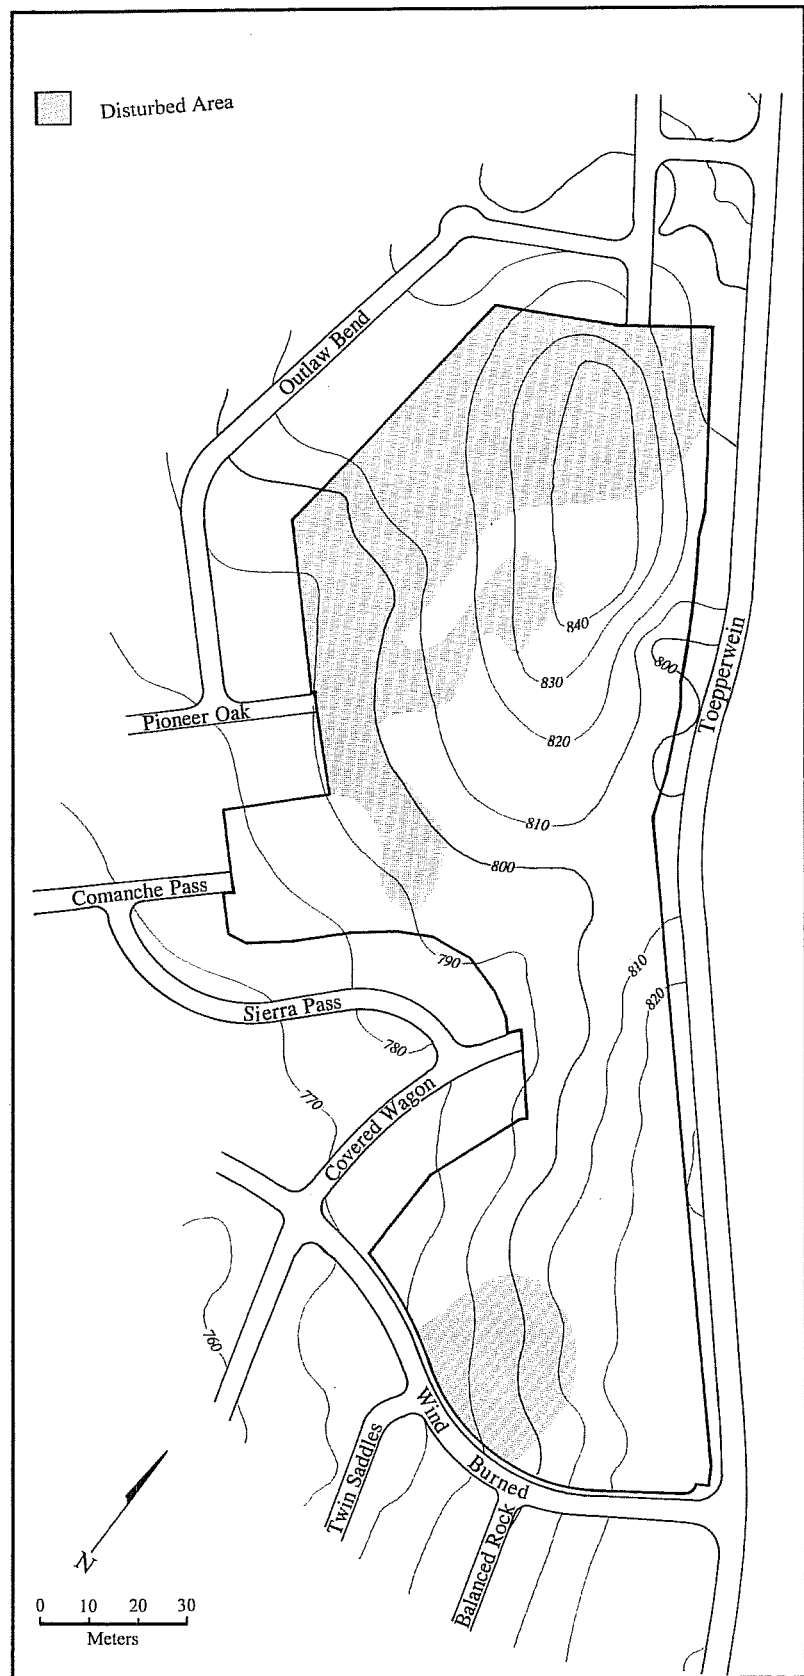 Disturbed Area
Outlaw Bend
840
800
Toepperwein
830
Pioneer Oak
820
810
800
Comanche Pass
790
810
820
Sierra Pass
780
770
Covered Wagon
760
Wind
Burned
Twin Saddles
Balanced Rock
N
0 10 20 30
Meters